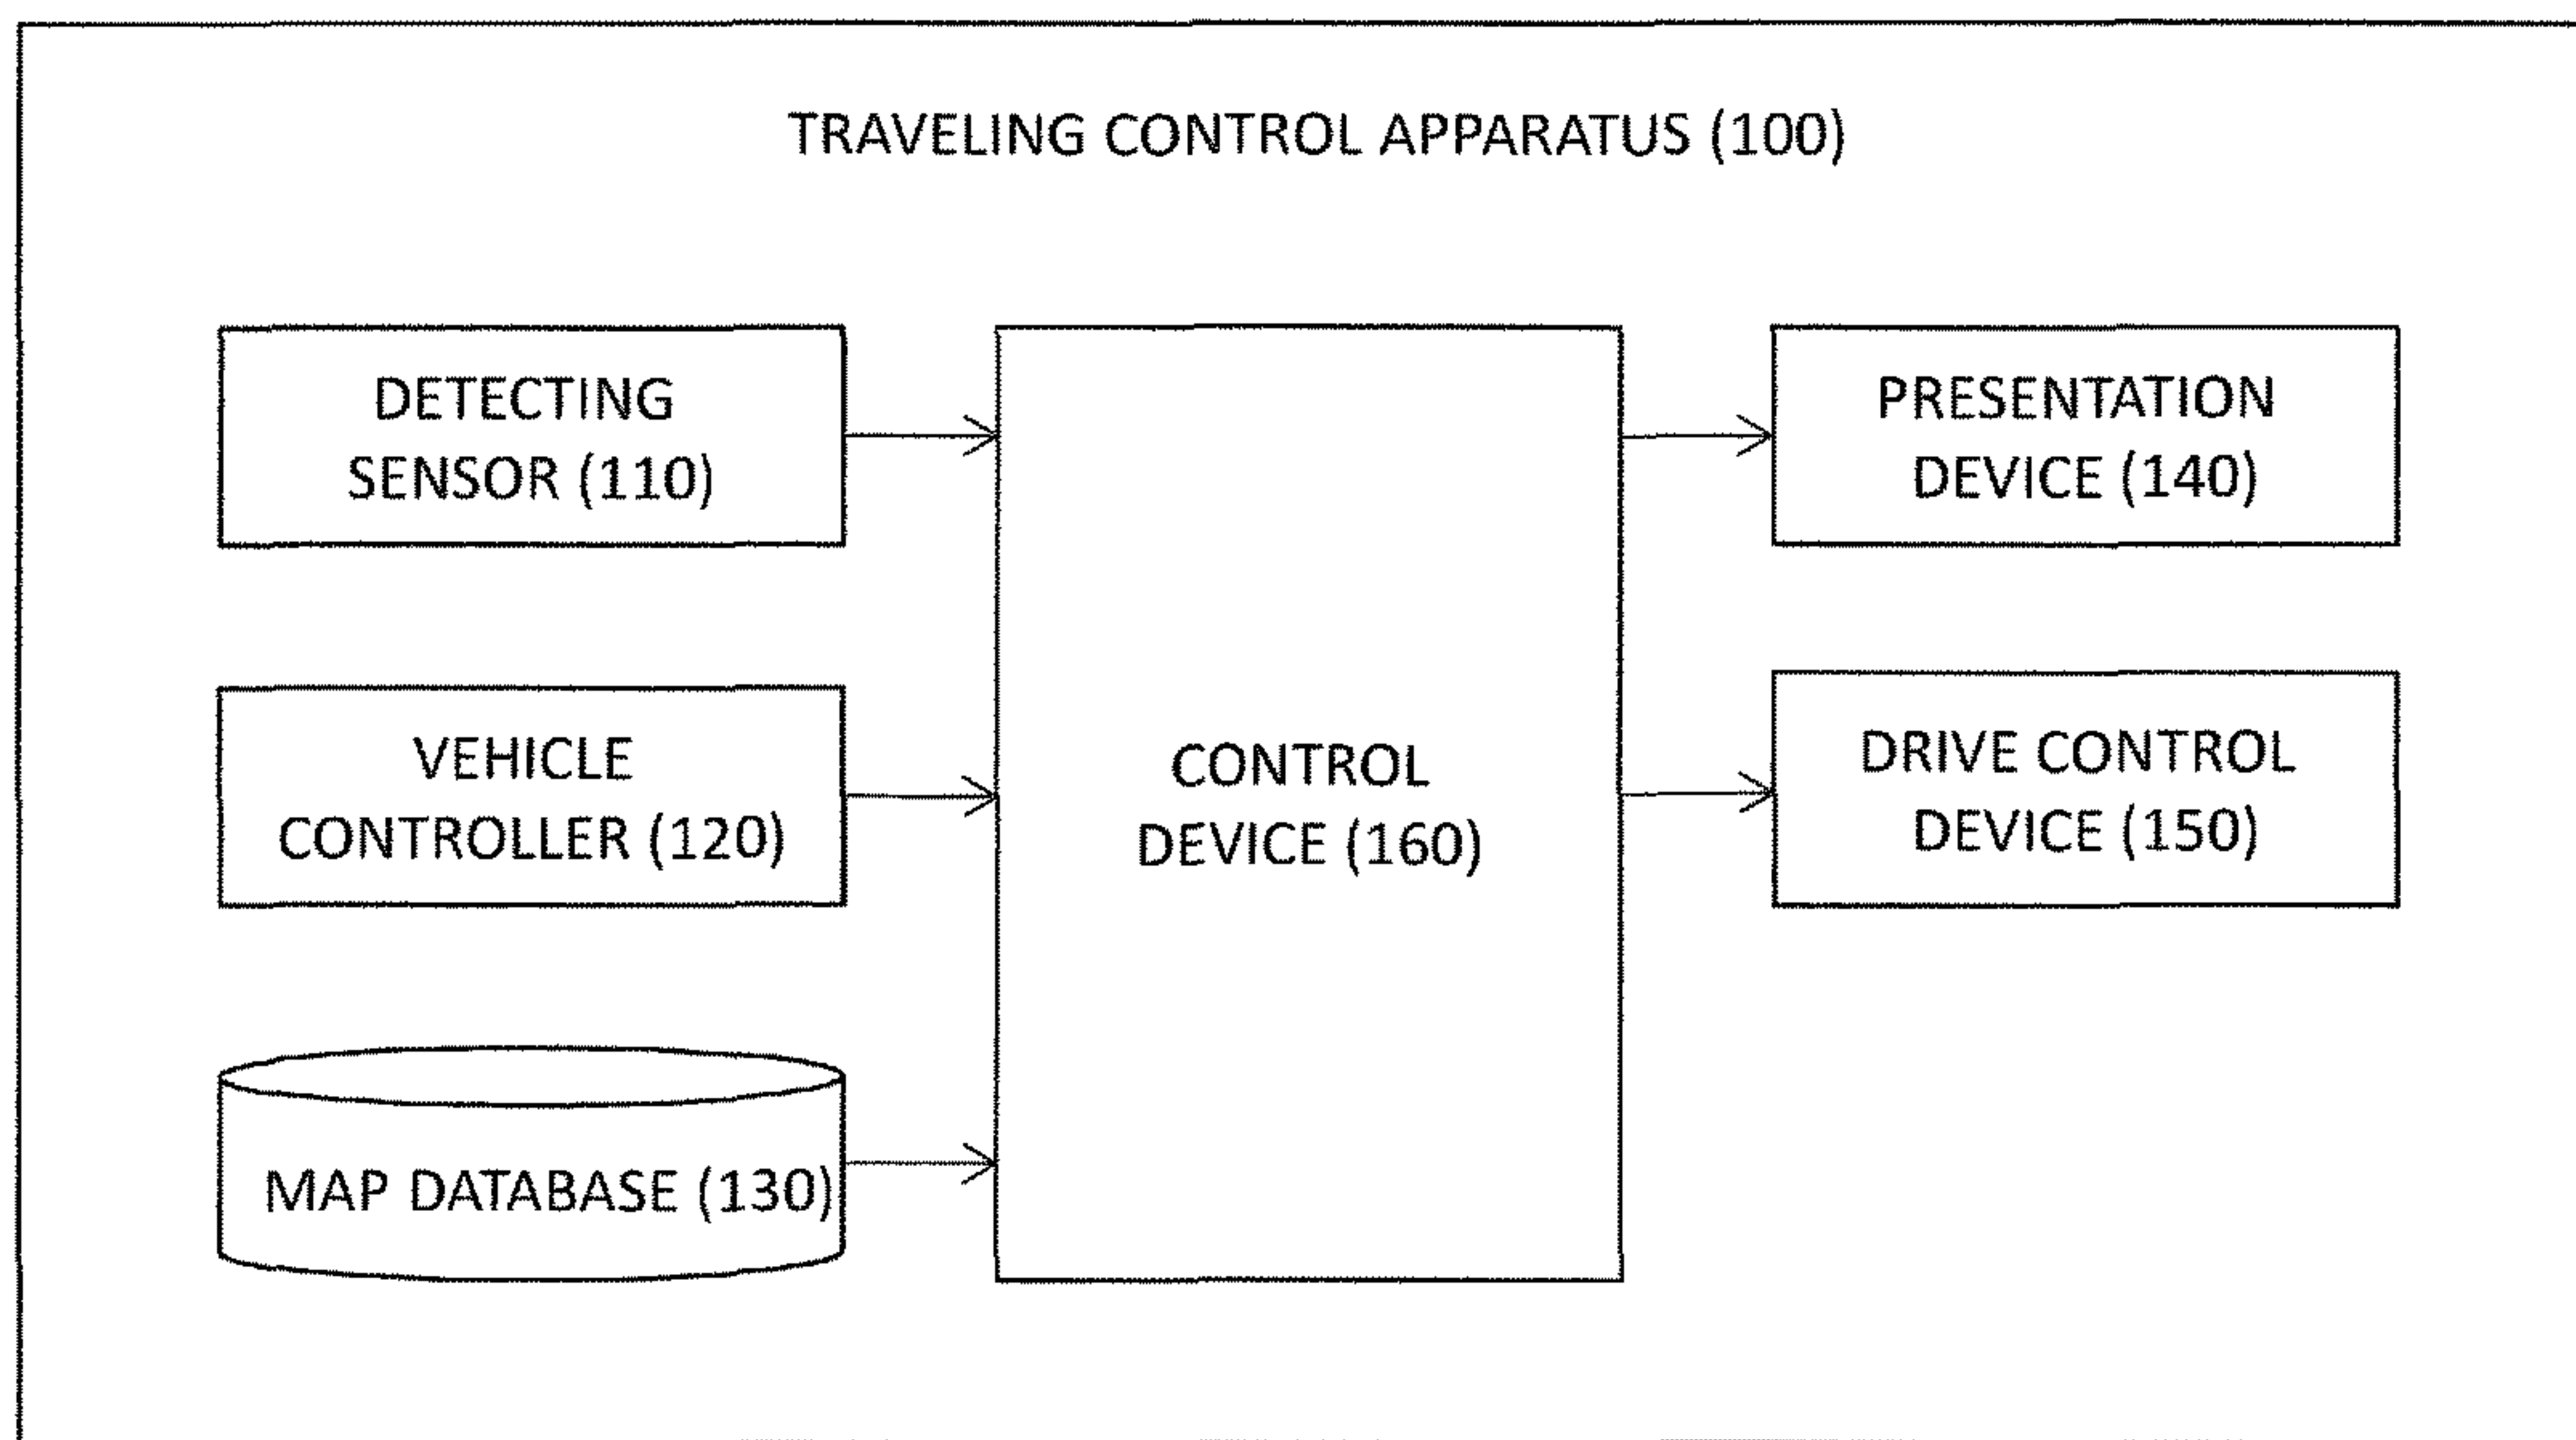 TRAVELING CONTROL APPARATUS (100)
DETECTING
SENSOR (110)
VEHICLE
CONTROLLER (120)
MAP DATABASE (130)
CONTROL
DEVICE (160)
PRESENTATION
DEVICE (140)
DRIVE CONTROL
DEVICE (150)